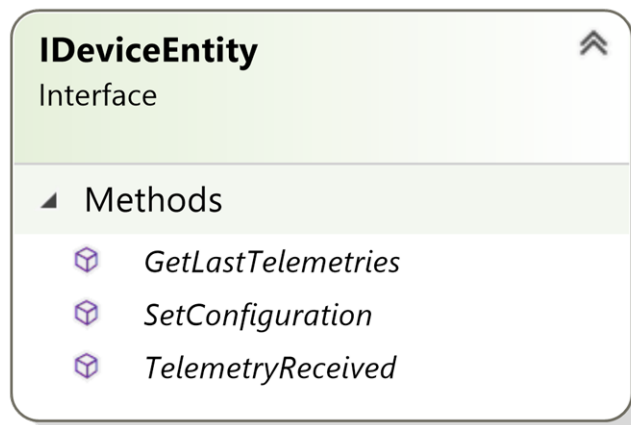 IDeviceEntity
Interface
Methods
GetLastTelemetries
SetConfiguration
TelemetryReceived